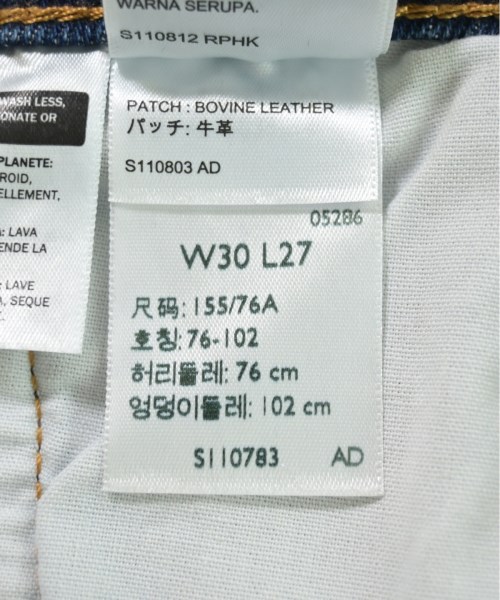 WARNA SERUPA.
S110812 RPHK
WASH LESS,
ONATE OR
PLANETE:
ROID,
ELLEMENT,
A: LAVA
ENDE LA
: LAVE
A, SEQUE
PATCH : BOVINE LEATHER
パッチ: 牛革
S110803 AD
05286
W30 L27
尺码: 155/76A
호칭: 76-102
허리둘레: 76 cm
엉덩이둘레: 102 cm
S110783 AD